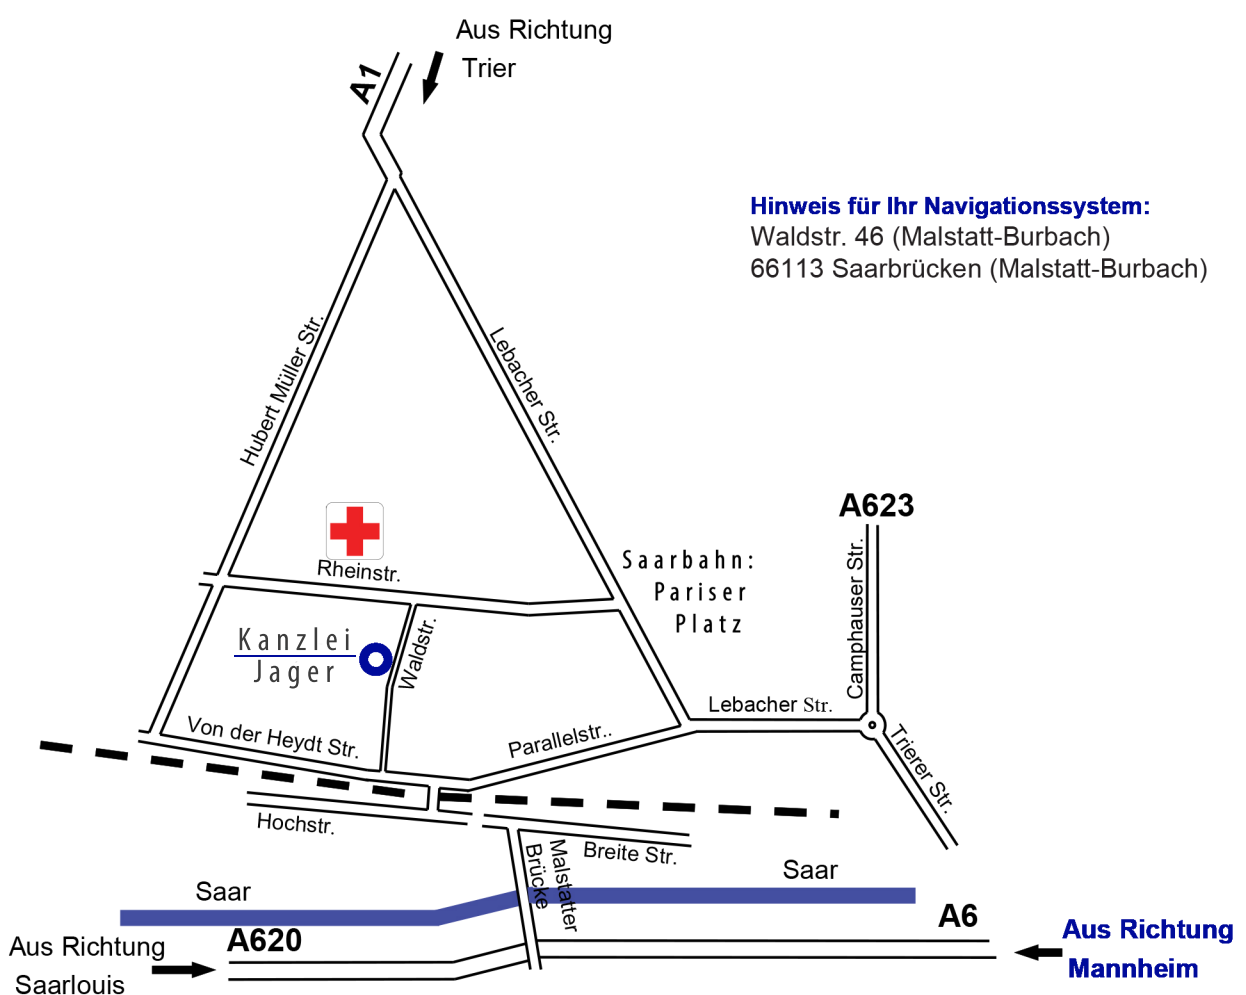 Aus Richtung
Trier
A1
Hinweis für Ihr Navigationssystem:
Waldstr. 46 (Malstatt-Burbach)
66113 Saarbrücken (Malstatt-Burbach)
Hubert Müller Str.
Lebacher Str.
A623
Camphauser Str.
Saarbahn:
Pariser
Platz
Rheinstr.
Kanzlei
Jager
Waldstr.
Lebacher Str.
Trierer Str.
Von der Heydt Str.
Parallelstr..
Hochstr.
Breite Str.
Malstatter
Brücke
Saar
Saar
A6
A620
Aus Richtung
Saarlouis
Aus Richtung
Mannheim